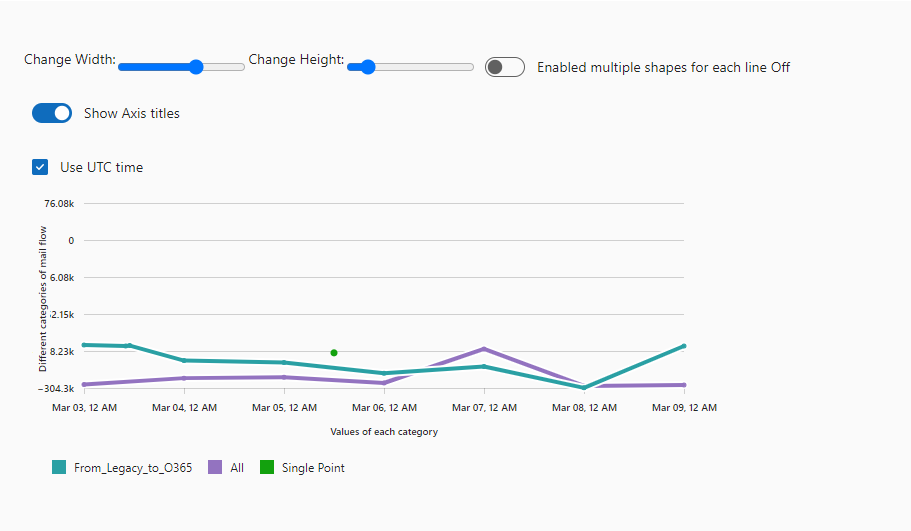 Change Width:
Change Height:
Enabled multiple shapes for each line Off
Show Axis titles
Use UTC time
76.08k
0
6.08k
2.15k
8.23k
−304.3k
Different categories of mail flow
Mar 03, 12 AM
Mar 04, 12 AM
Mar 05, 12 AM
Mar 06, 12 AM
Mar 07, 12 AM
Mar 08, 12 AM
Mar 09, 12 AM
Values of each category
From_Legacy_to_O365
All
Single Point